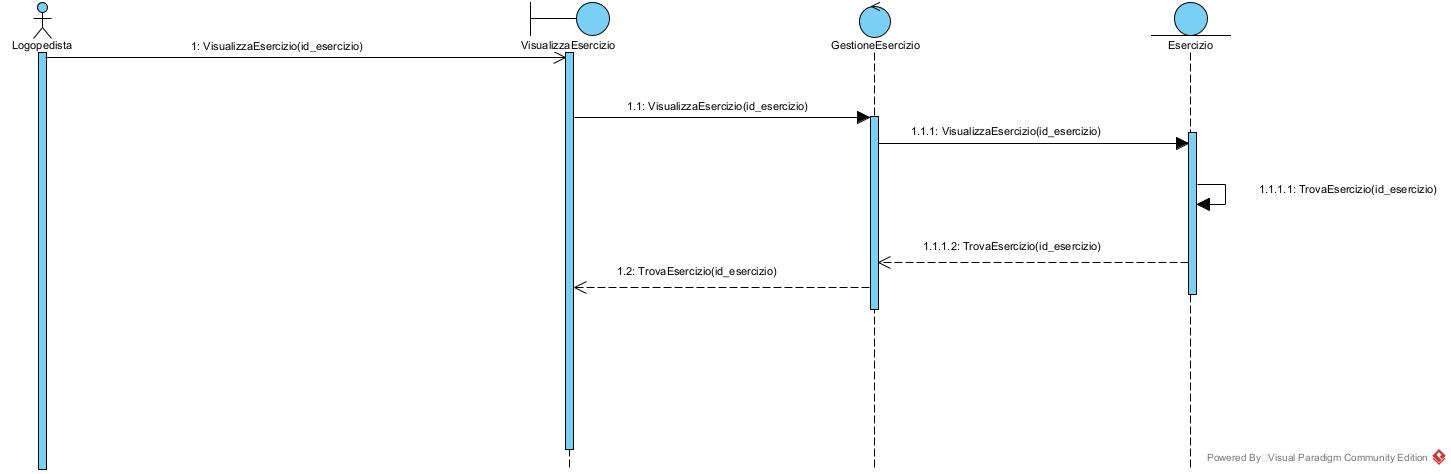 Logopedista
VisualizzaEsercizio
GestioneEsercizio
Esercizio
1: VisualizzaEsercizio(id_esercizio)
1.1: VisualizzaEsercizio(id_esercizio)
1.1.1: VisualizzaEsercizio(id_esercizio)
1.1.1.1: TrovaEsercizio(id_esercizio)
1.1.1.2: TrovaEsercizio(id_esercizio)
1.2: TrovaEsercizio(id_esercizio)
Powered By Visual Paradigm Community Edition